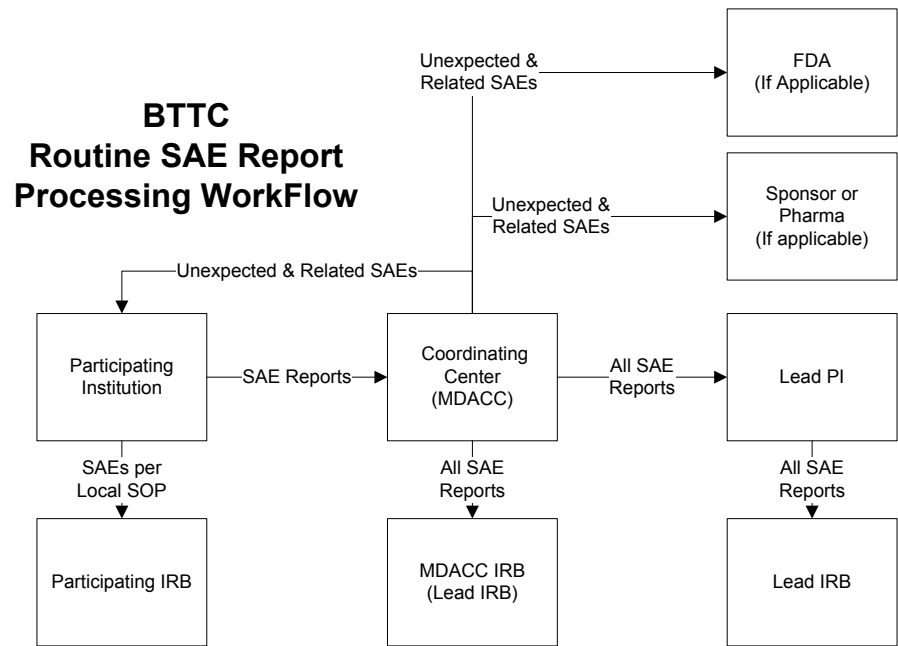 Unexpected &
Related SAEs
FDA
(If Applicable)
BTTC
Routine SAE Report
Processing WorkFlow
Unexpected &
Related SAEs
Sponsor or
Pharma
(If applicable)
Unexpected & Related SAEs
Participating
Institution
SAE Reports
Coordinating
Center
(MDACC)
All SAE
Reports
Lead PI
SAEs per
Local SOP
All SAE
Reports
All SAE
Reports
Participating IRB
MDACC IRB
(Lead IRB)
Lead IRB